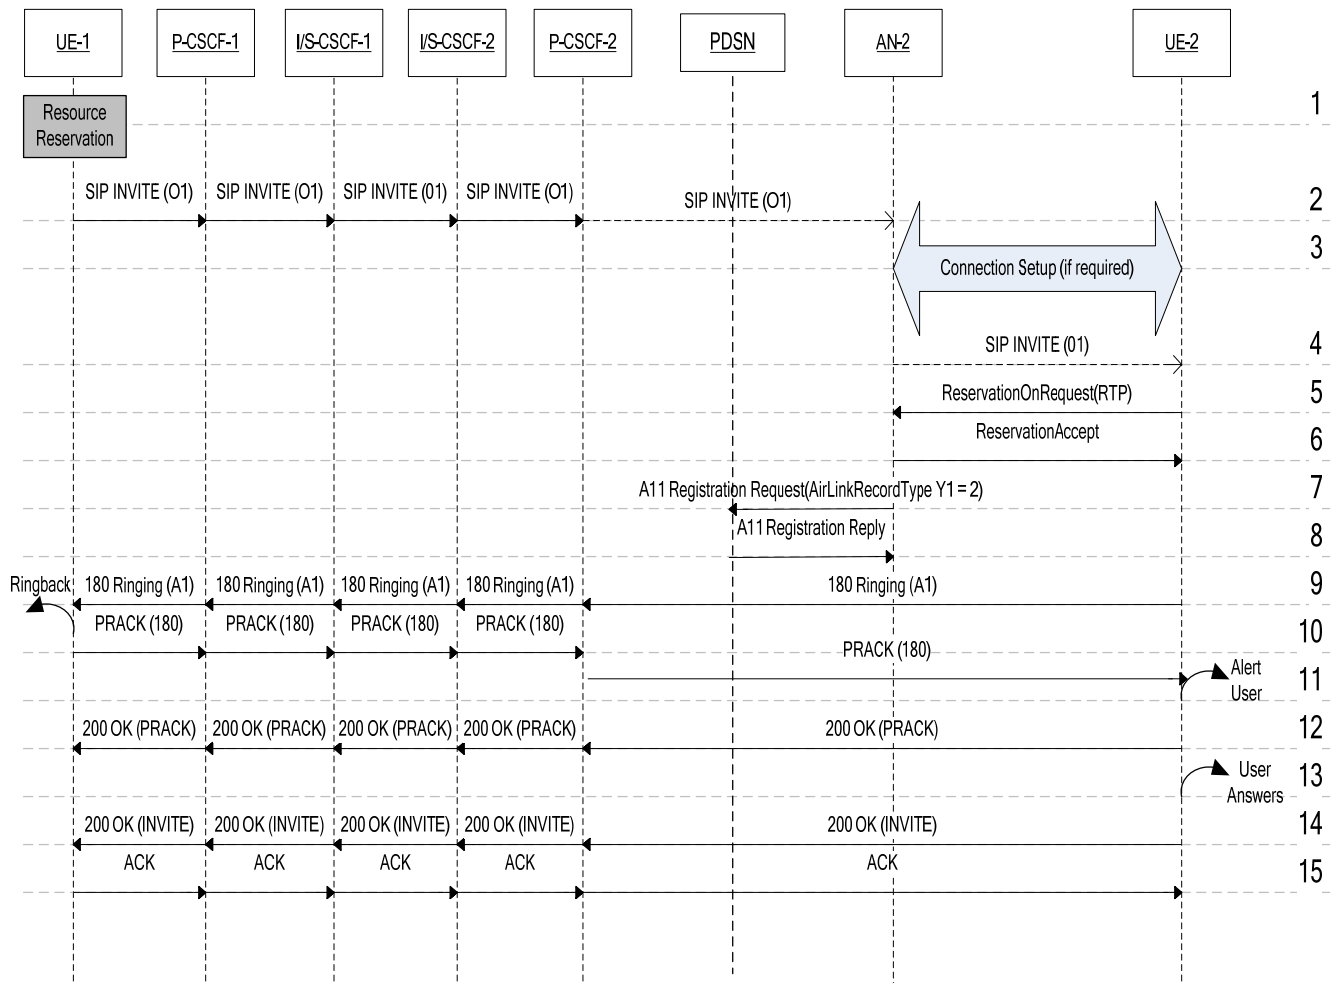 UE-1
P-CSCF-1
I/S-CSCF-1
I/S-CSCF-2
P-CSCF-2
PDSN
AN-2
UE-2
Resource
Reservation
1
SIP INVITE (O1)
SIP INVITE (O1)
SIP INVITE (01)
SIP INVITE (O1)
SIP INVITE (O1)
2
Connection Setup (if required)
3
SIP INVITE (01)
4
ReservationOnRequest(RTP)
5
ReservationAccept
6
A11 Registration Request(AirLinkRecordType Y1 = 2)
7
A11 Registration Reply
8
Ringback
180 Ringing (A1)
180 Ringing (A1)
180 Ringing (A1)
180 Ringing (A1)
180 Ringing (A1)
9
PRACK (180)
PRACK (180)
PRACK (180)
PRACK (180)
10
PRACK (180)
Alert
User
11
200 OK (PRACK)
200 OK (PRACK)
200 OK (PRACK)
200 OK (PRACK)
200 OK (PRACK)
12
User
Answers
13
200 OK (INVITE)
200 OK (INVITE)
200 OK (INVITE)
200 OK (INVITE)
200 OK (INVITE)
14
ACK
ACK
ACK
ACK
ACK
15